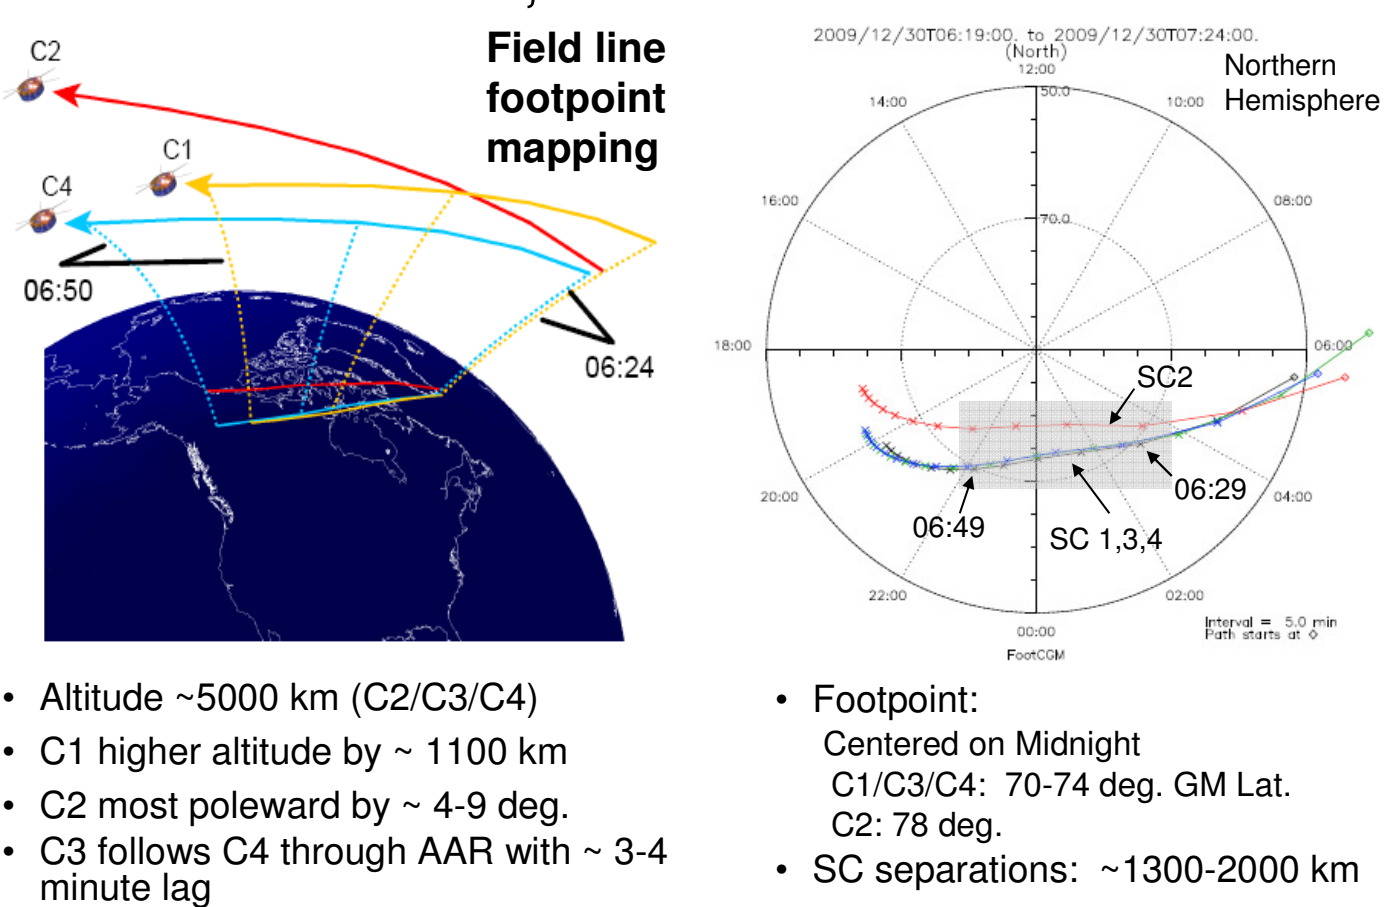 Field line
footpoint
mapping
C2
C1
C4
06:50
06:24
2009/12/30T06:19:00. to 2009/12/30T07:24:00.
(North)
12:00
Northern
Hemisphere
50.0
14:00
10:00
16:00
08:00
70.0
18:00
06:00
SC2
20:00
04:00
06:29
06:49
SC 1,3,4
22:00
02:00
00:00
FootCGM
Interval = 5.0 min
Path starts at ◇
• Altitude ~5000 km (C2/C3/C4)
• C1 higher altitude by ~ 1100 km
• C2 most poleward by ~ 4-9 deg.
• C3 follows C4 through AAR with ~ 3-4
minute lag
• Footpoint:
Centered on Midnight
C1/C3/C4: 70-74 deg. GM Lat.
C2: 78 deg.
• SC separations: ~1300-2000 km